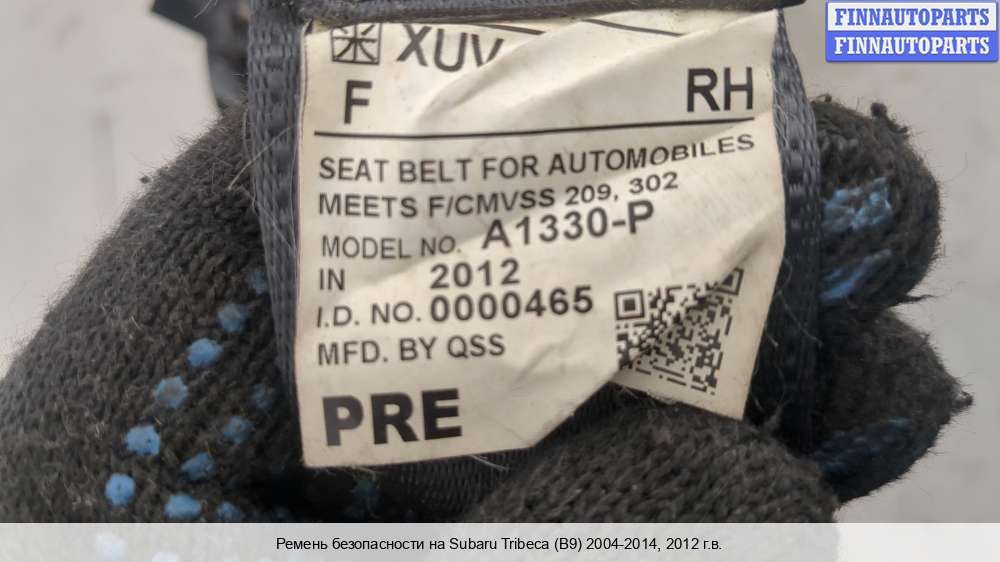 FINNAUTOPARTS
FINNAUTOPARTS
XUV
F RH
SEAT BELT FOR AUTOMOBILES
MEETS F/CMVSS 209, 302
MODEL NO. A1330-P
IN 2012
I.D. NO. 0000465
MFD. BY QSS
PRE
Ремень безопасности на Subaru Tribeca (B9) 2004-2014, 2012 г.в.